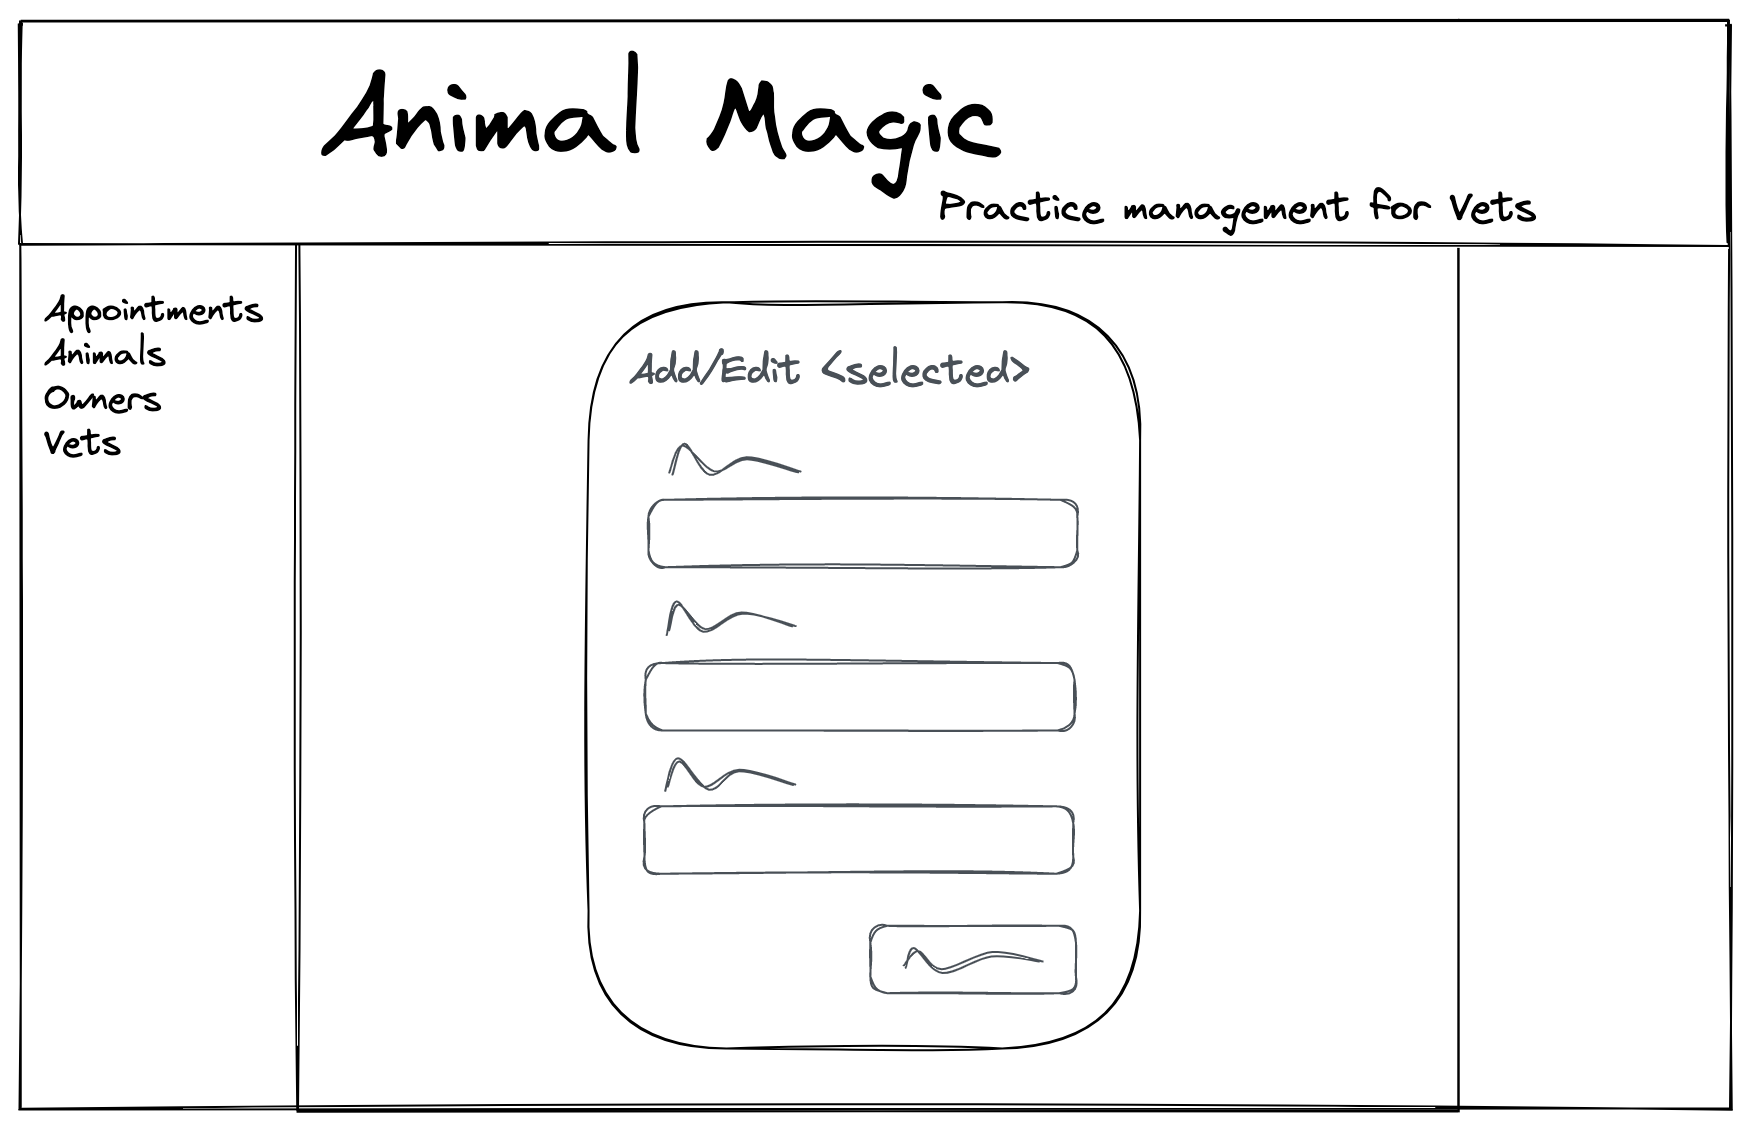 Animal Magic
Practice management for Vets
Appointments
Animals
Owners
Vets
Add/Edit <selected>